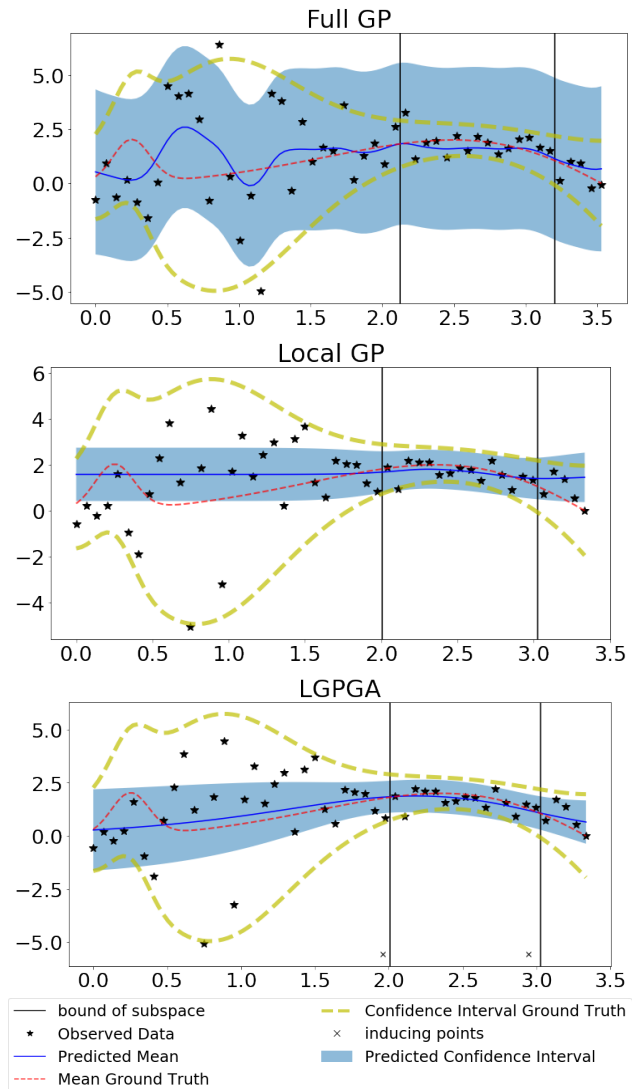 Full GP
5.0
2.5
0.0
−2.5
−5.0
0.0 0.5 1.0 1.5 2.0 2.5 3.0 3.5
Local GP
6
4
2
0
−2
−4
0.0 0.5 1.0 1.5 2.0 2.5 3.0 3.5
LGPGA
5.0
2.5
0.0
−2.5
−5.0
0.0 0.5 1.0 1.5 2.0 2.5 3.0 3.5
bound of subspace
Observed Data
Predicted Mean
Mean Ground Truth
Confidence Interval Ground Truth
inducing points
Predicted Confidence Interval